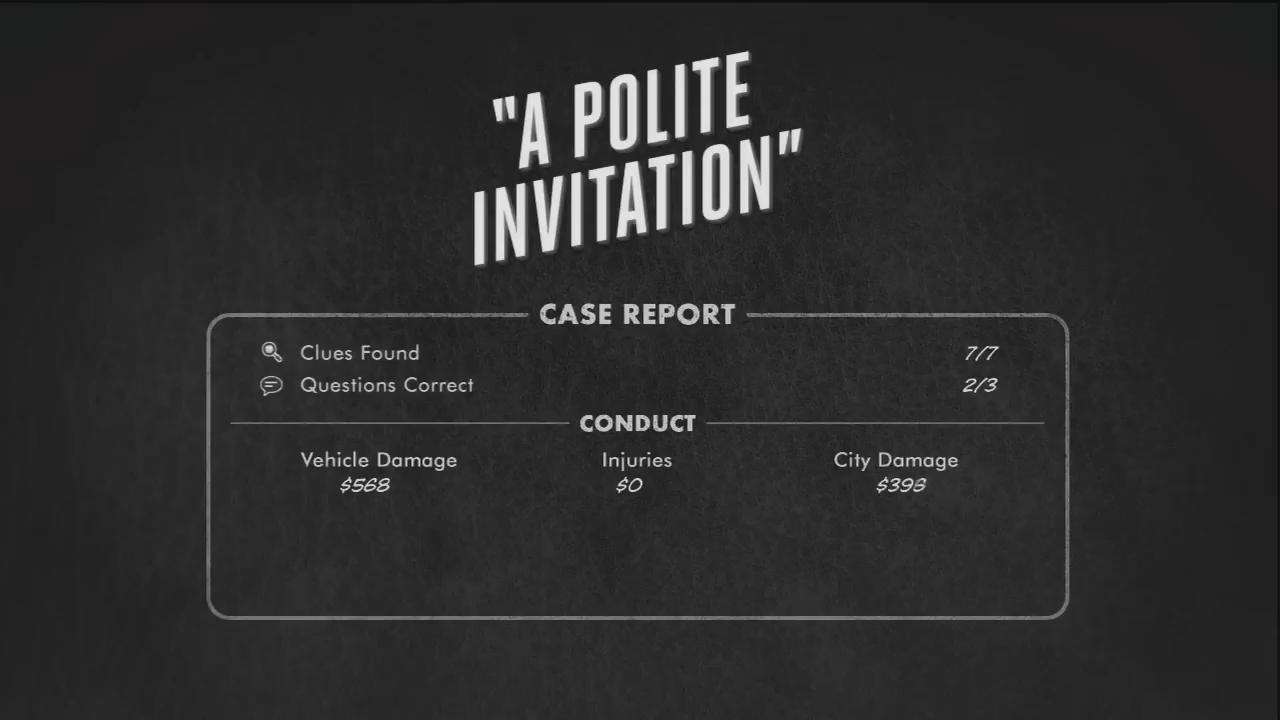 "A POLITE
INVITATION"
CASE REPORT
Clues Found 7/7
Questions Correct 2/3
CONDUCT
Vehicle Damage Injuries City Damage
$568 $0 $396